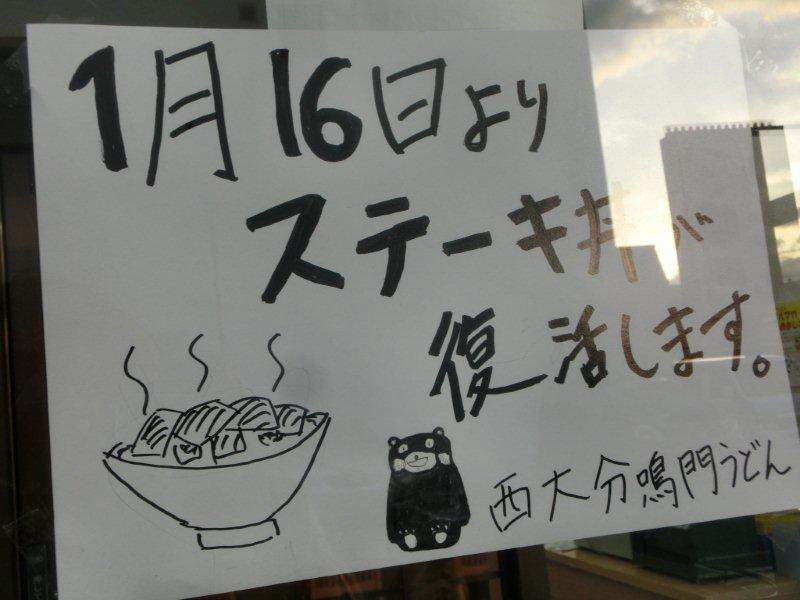 1月16日より
ステーキ丼が
復活します。
西大分鳴門うどん